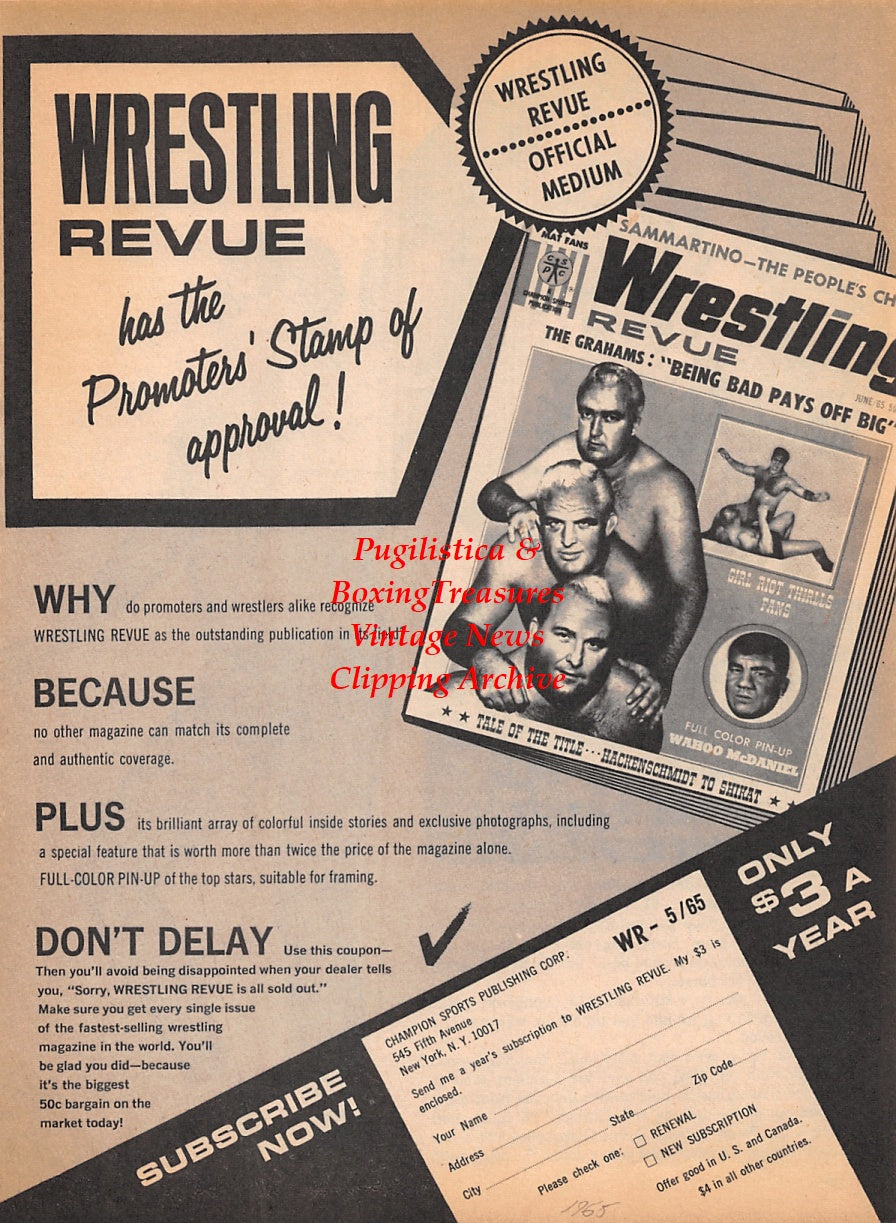 WRESTLING
REVUE
has the
Promoters' Stamp of
approval!
WRESTLING
REVUE
OFFICIAL
MEDIUM
SAMMARTINO—THE PEOPLE'S CH
MAT FANS
C S
P C
A
CHAMPION SPORTS
PUBLICATION
Wrestling
REVUE
JUNE/65
THE GRAHAMS: "BEING BAD PAYS OFF BIG"
GIRL RIOT THRILLS
FANS
FULL COLOR PIN-UP
WAHOO McDANIEL
★ ★ TALE OF THE TITLE...HACKENSCHMIDT TO SHIKAT ★ ★
Pugilistica &
BoxingTreasures
Vintage News
Clipping Archive
WHY do promoters and wrestlers alike recognize
WRESTLING REVUE as the outstanding publication in its field?
BECAUSE
no other magazine can match its complete
and authentic coverage.
PLUS its brilliant array of colorful inside stories and exclusive photographs, including
a special feature that is worth more than twice the price of the magazine alone.
FULL-COLOR PIN-UP of the top stars, suitable for framing.
DON'T DELAY Use this coupon—
Then you'll avoid being disappointed when your dealer tells
you, "Sorry, WRESTLING REVUE is all sold out."
Make sure you get every single issue
of the fastest-selling wrestling
magazine in the world. You'll
be glad you did—because
it's the biggest
50c bargain on the
market today!
SUBSCRIBE
NOW!
ONLY
$3 A
YEAR
WR - 5/65
CHAMPION SPORTS PUBLISHING CORP.
545 Fifth Avenue
New York, N. Y. 10017
Send me a year's subscription to WRESTLING REVUE. My $3 is
enclosed.
Your Name
Address
City State Zip Code
Please check one: □ RENEWAL
□ NEW SUBSCRIPTION
Offer good in U. S. and Canada.
$4 in all other countries.
1965